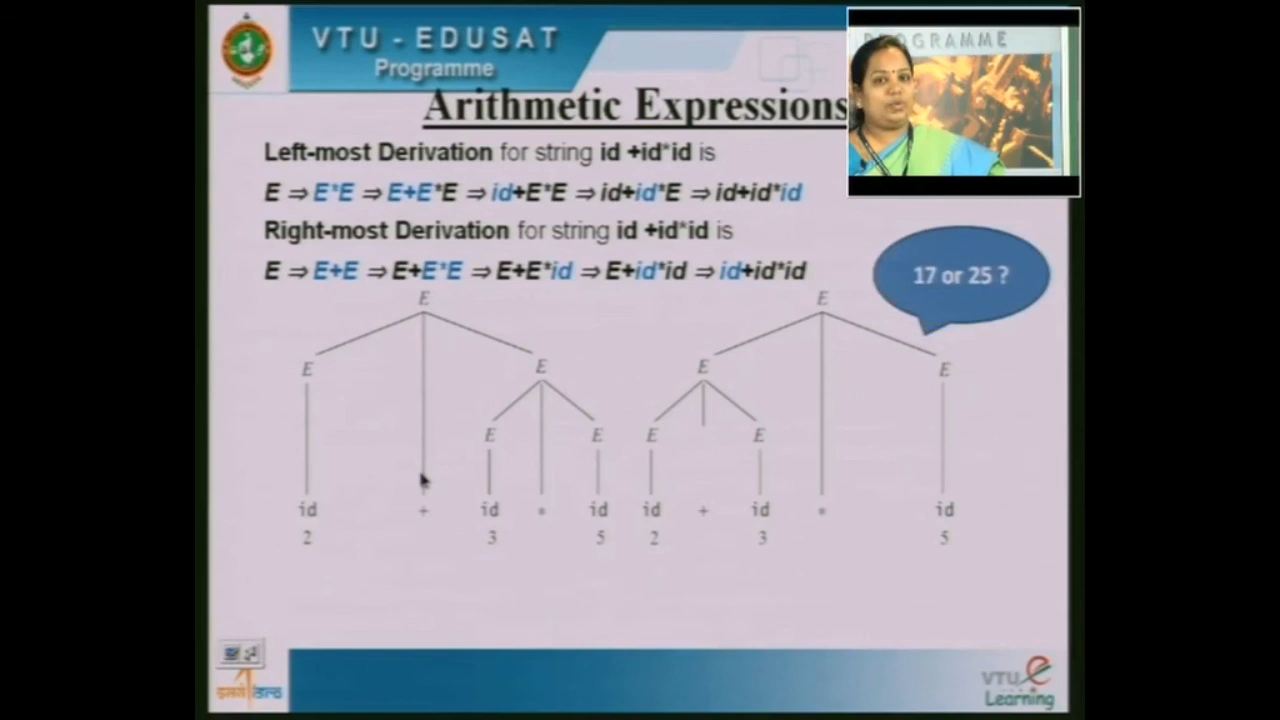 VTU - EDUSAT
Programme
PROGRAMME
Arithmetic Expressions
Left-most Derivation for string id +id*id is
E ⇒ E*E ⇒ E+E*E ⇒ id+E*E ⇒ id+id*E ⇒ id+id*id
Right-most Derivation for string id +id*id is
E ⇒ E+E ⇒ E+E*E ⇒ E+E*id ⇒ E+id*id ⇒ id+id*id
17 or 25 ?
E E
E E E E
E E E E
id + id * id id + id * id
2 3 5 2 3 5
VTU e
Learning